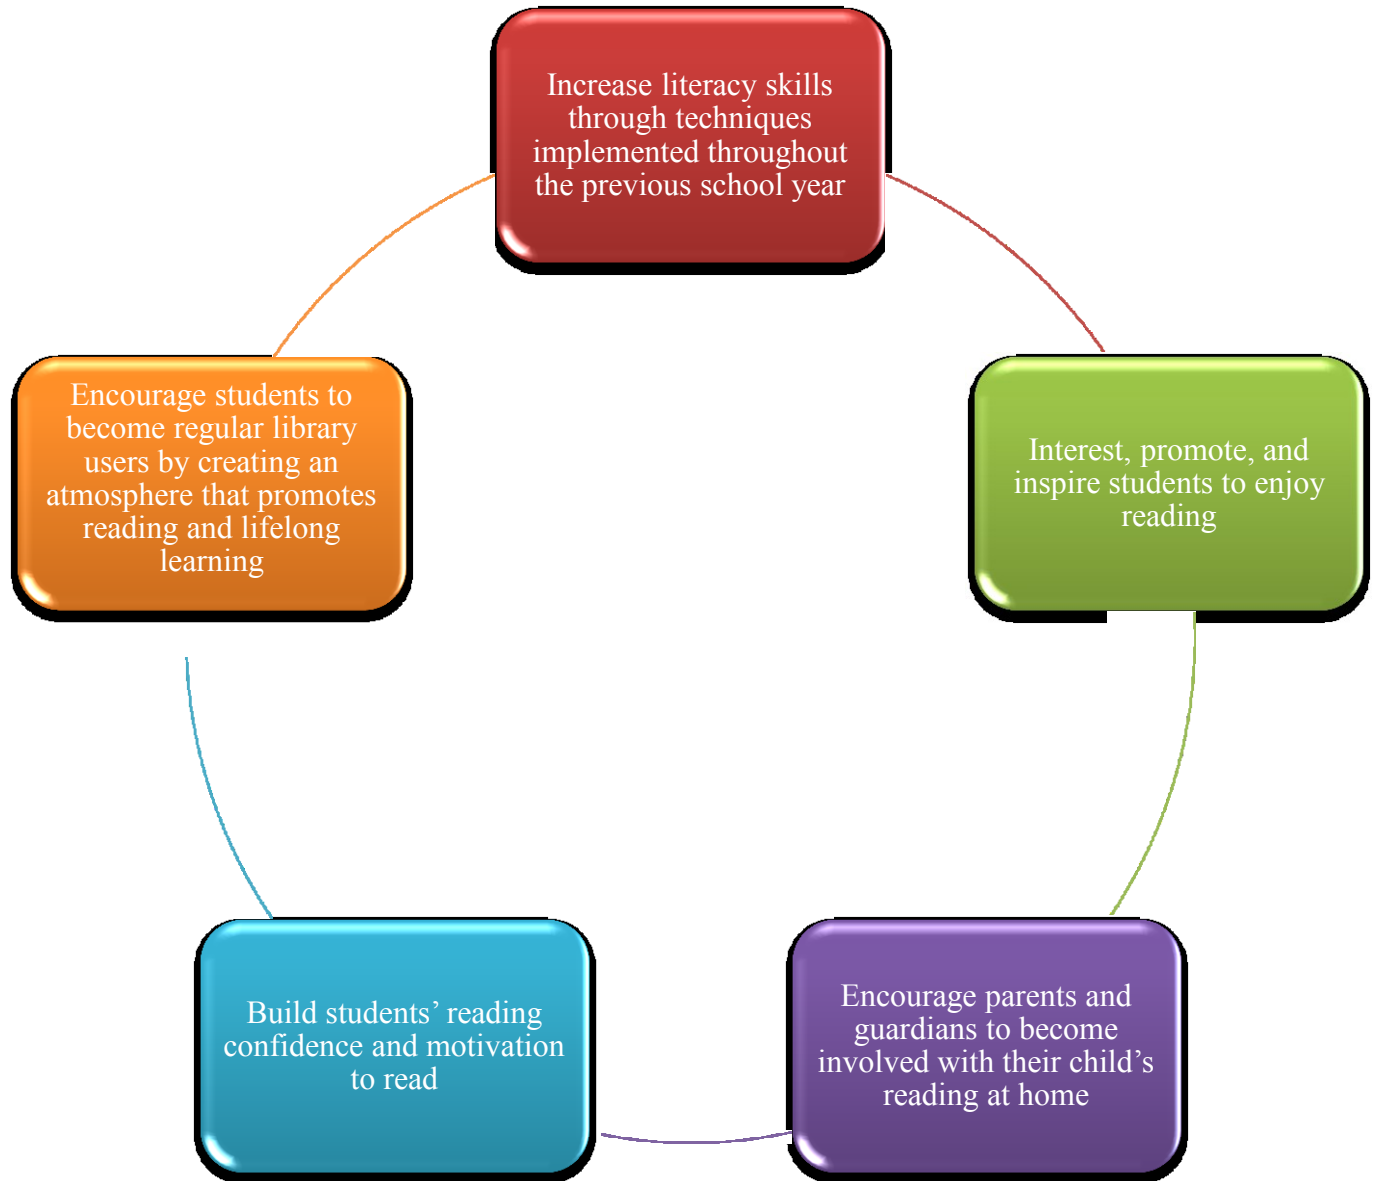 Increase literacy skills
through techniques
implemented throughout
the previous school year
Interest, promote, and
inspire students to enjoy
reading
Encourage parents and
guardians to become
involved with their child’s
reading at home
Build students’ reading
confidence and motivation
to read
Encourage students to
become regular library
users by creating an
atmosphere that promotes
reading and lifelong
learning